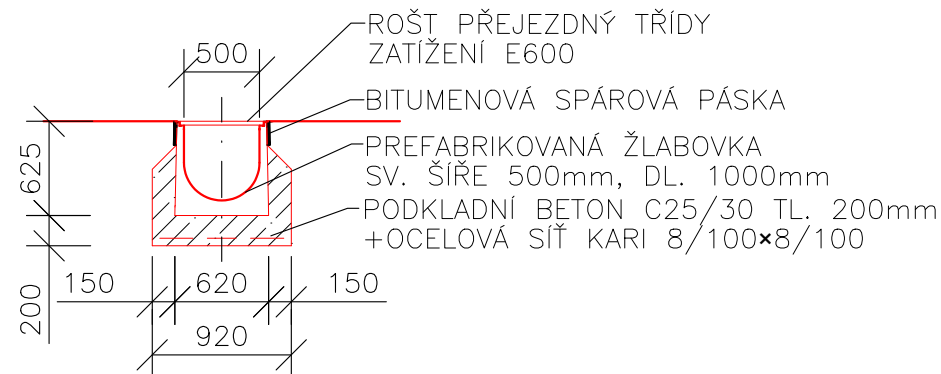 ROŠT PŘEJEZDNÝ TŘÍDY
ZATÍŽENÍ E600
500
BITUMENOVÁ SPÁROVÁ PÁSKA
PREFABRIKOVANÁ ŽLABOVKA
SV. ŠÍŘE 500mm, DL. 1000mm
625
PODKLADNÍ BETON C25/30 TL. 200mm
+OCELOVÁ SÍŤ KARI 8/100×8/100
200
150
620
150
920